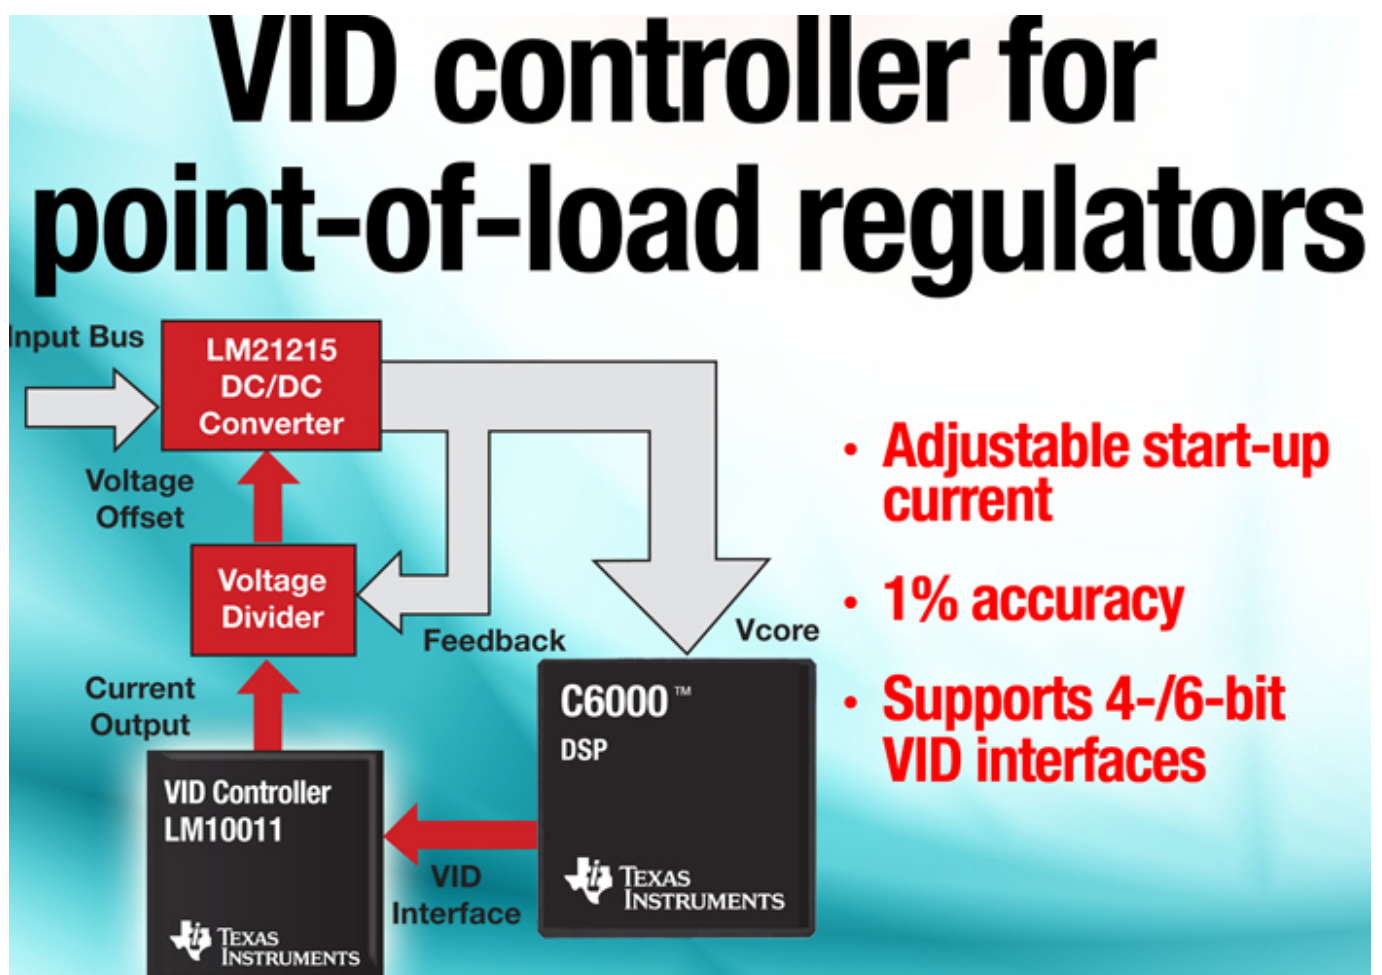 VID controller for
point-of-load regulators
Input Bus
LM21215
DC/DC
Converter
Voltage
Offset
Voltage
Divider
Feedback
Vcore
Current
Output
C6000™
DSP
TEXAS
INSTRUMENTS
VID Controller
LM10011
TEXAS
INSTRUMENTS
VID
Interface
• Adjustable start-up
current
• 1% accuracy
• Supports 4-/6-bit
VID interfaces